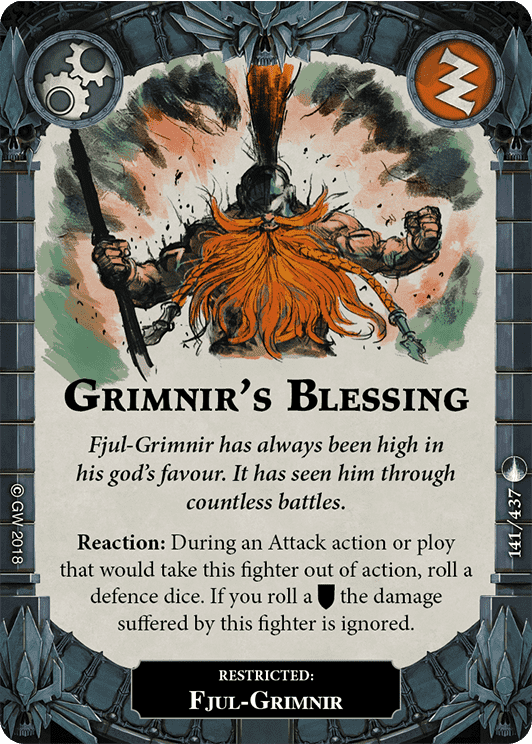 GRIMNIR'S BLESSING
Fjul-Grimnir has always been high in
his god's favour. It has seen him through
countless battles.
Reaction: During an Attack action or ploy
that would take this fighter out of action, roll a
defence dice. If you roll a the damage
suffered by this fighter is ignored.
RESTRICTED:
FJUL-GRIMNIR
© GW 2018
141/437